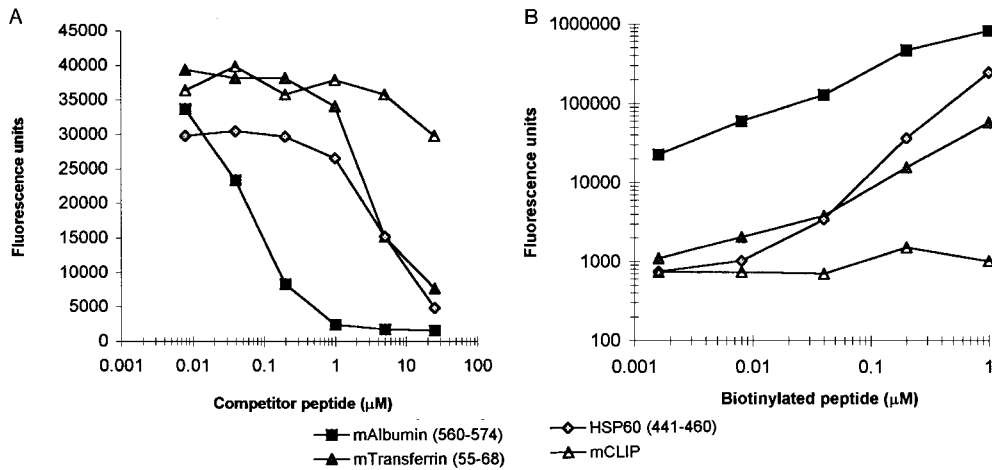 A
45000
40000
35000
30000
25000
20000
15000
10000
5000
0
0.001
0.01
0.1
1
10
100
Fluorescence units
Competitor peptide (μM)
B
1000000
100000
10000
1000
100
0.001
0.01
0.1
1
Fluorescence units
Biotinylated peptide (μM)
mAlbumin (560-574)
mTransferrin (55-68)
HSP60 (441-460)
mCLIP